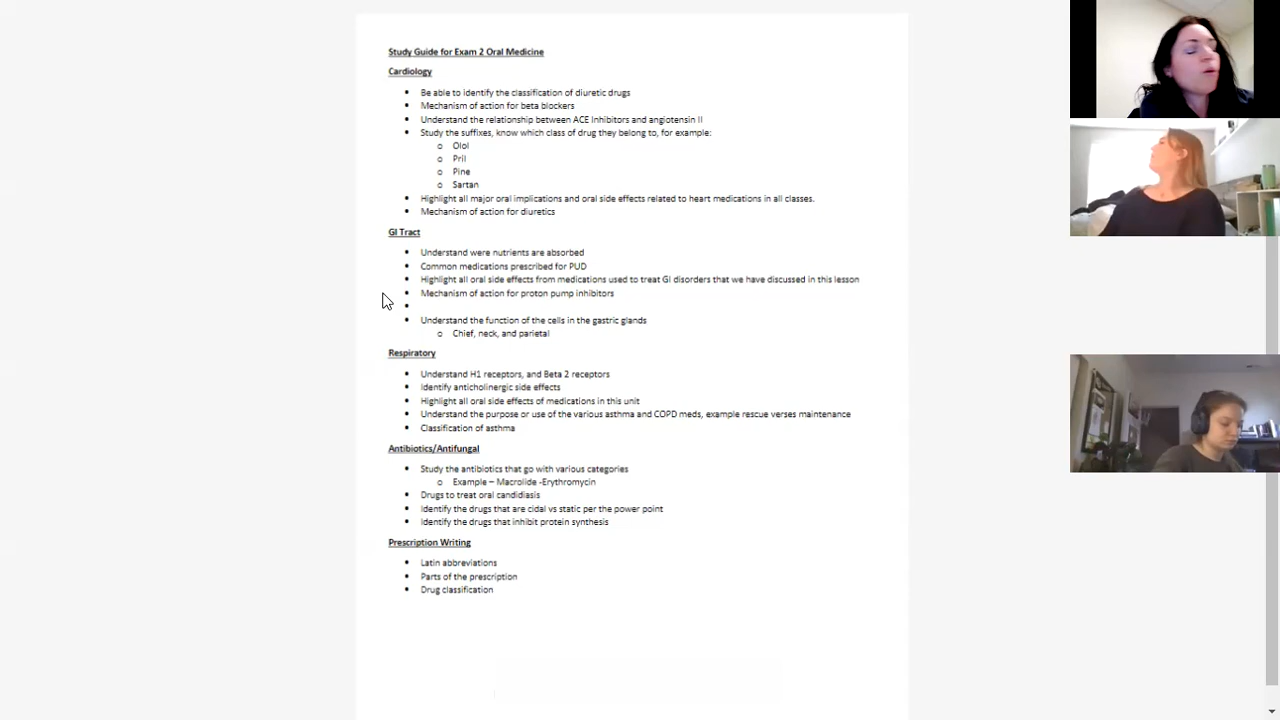 Study Guide for Exam 2 Oral Medicine
Cardiology
• Be able to identify the classification of diuretic drugs
• Mechanism of action for beta blockers
• Understand the relationship between ACE Inhibitors and angiotensin II
• Study the suffixes, know which class of drug they belong to, for example:
o Olol
o Pril
o Pine
o Sartan
• Highlight all major oral implications and oral side effects related to heart medications in all classes.
• Mechanism of action for diuretics
GI Tract
• Understand were nutrients are absorbed
• Common medications prescribed for PUD
• Highlight all oral side effects from medications used to treat GI disorders that we have discussed in this lesson
• Mechanism of action for proton pump inhibitors
•
• Understand the function of the cells in the gastric glands
o Chief, neck, and parietal
Respiratory
• Understand H1 receptors, and Beta 2 receptors
• Identify anticholinergic side effects
• Highlight all oral side effects of medications in this unit
• Understand the purpose or use of the various asthma and COPD meds, example rescue verses maintenance
• Classification of asthma
Antibiotics/Antifungal
• Study the antibiotics that go with various categories
o Example – Macrolide -Erythromycin
• Drugs to treat oral candidiasis
• Identify the drugs that are cidal vs static per the power point
• Identify the drugs that inhibit protein synthesis
Prescription Writing
• Latin abbreviations
• Parts of the prescription
• Drug classification